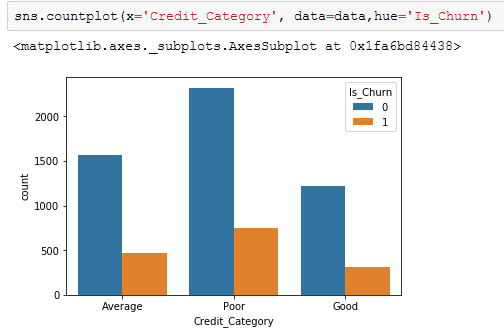 sns.countplot(x='Credit_Category', data=data,hue='Is_Churn')
<matplotlib.axes._subplots.AxesSubplot at 0x1fa6bd84438>
Is_Churn
0
1
2000
1500
1000
500
0
count
Average Poor Good
Credit_Category